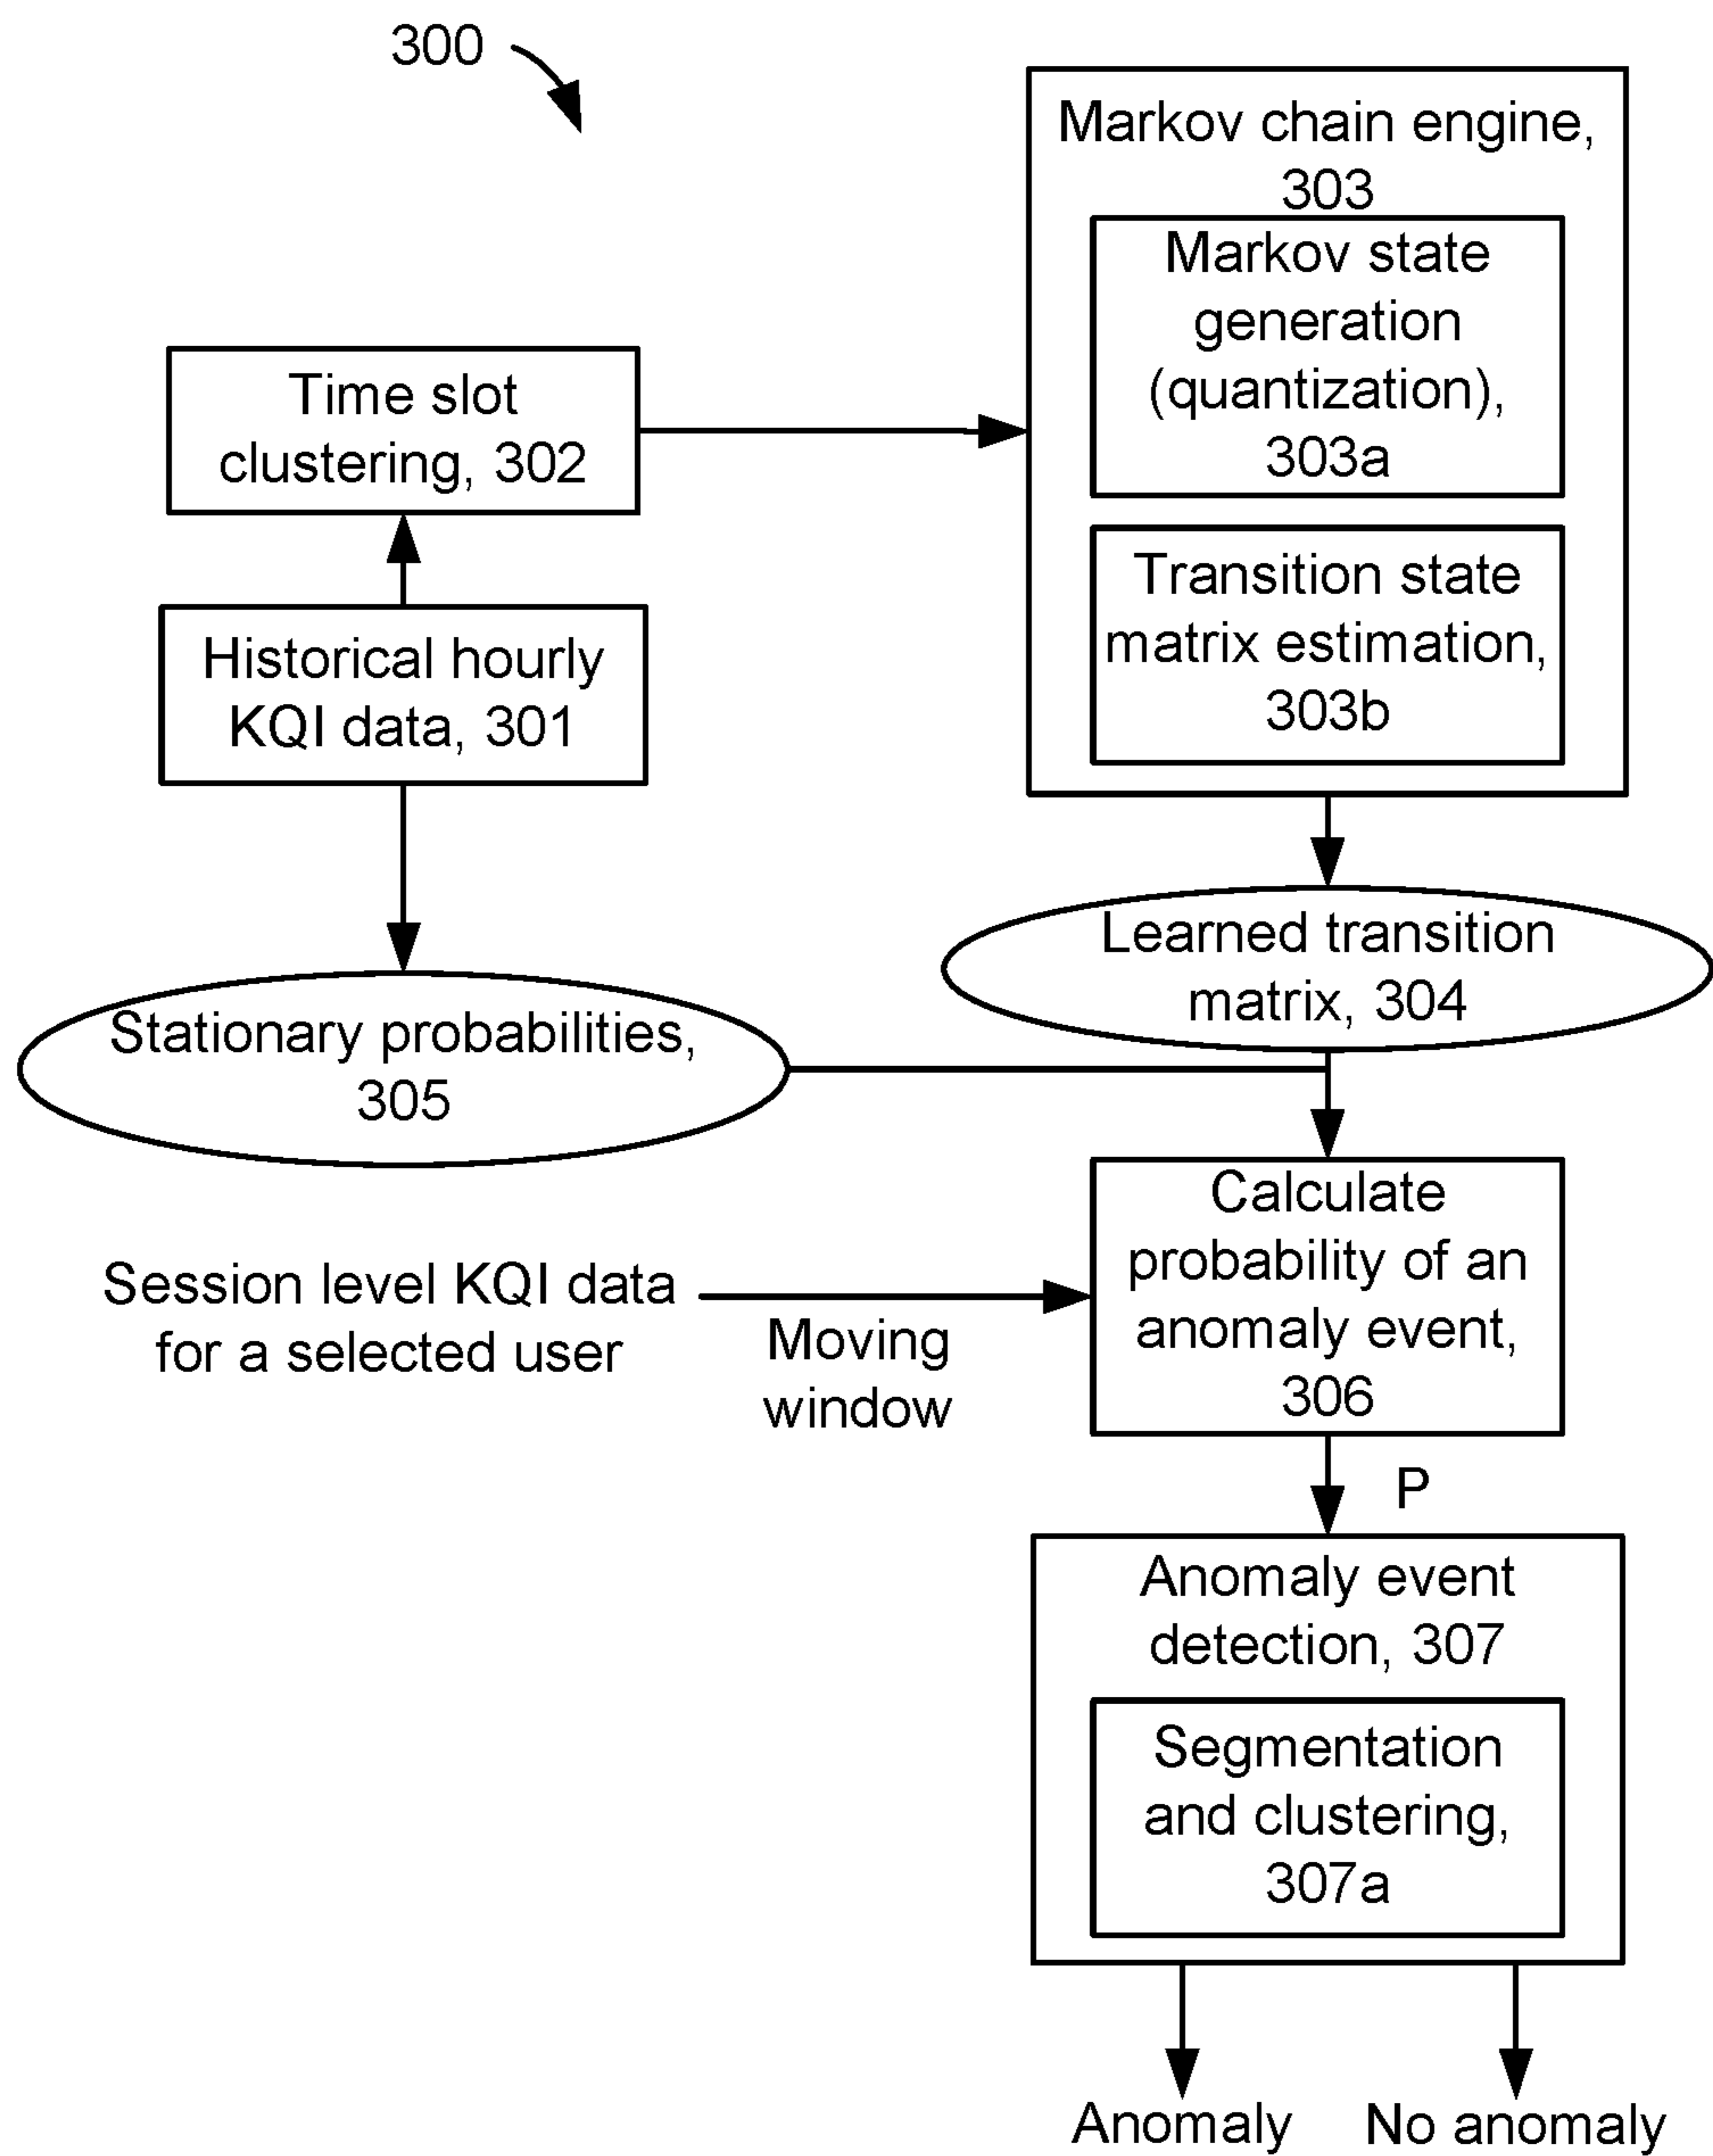 300
Markov chain engine,
303
Markov state
generation
(quantization),
303a
Time slot
clustering, 302
Transition state
matrix estimation,
303b
Historical hourly
KQI data, 301
Learned transition
matrix, 304
Stationary probabilities,
305
Calculate
probability of an
anomaly event,
306
Session level KQI data
for a selected user
Moving
window
P
Anomaly event
detection, 307
Segmentation
and clustering,
307a
Anomaly
No anomaly